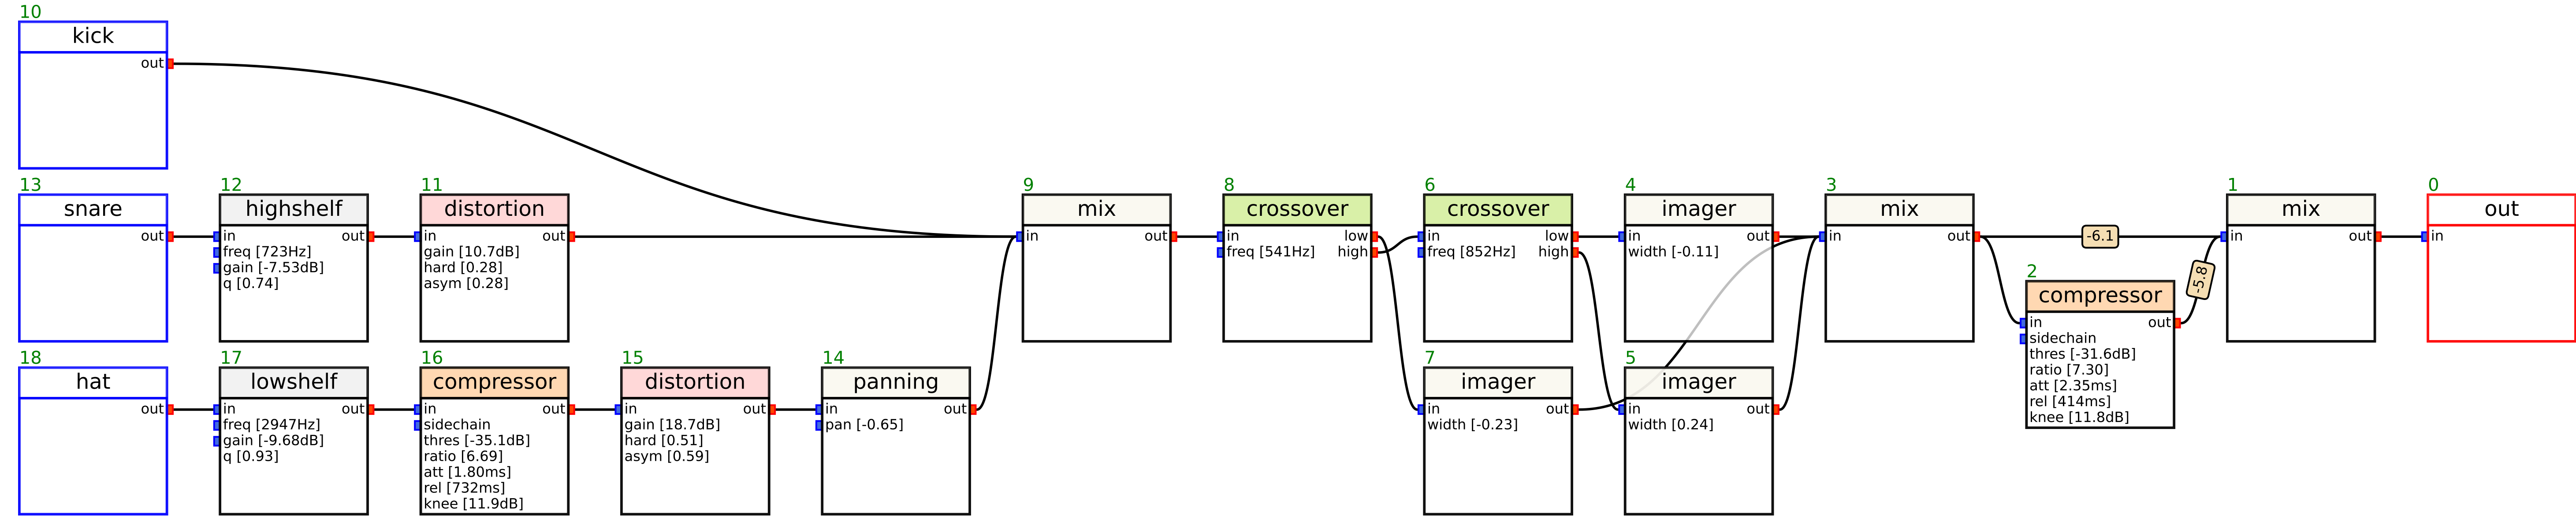 10
kick
out
13
snare
out
12
highshelf
in out
freq [723Hz]
gain [-7.53dB]
q [0.74]
11
distortion
in out
gain [10.7dB]
hard [0.28]
asym [0.28]
18
hat
out
17
lowshelf
in out
freq [2947Hz]
gain [-9.68dB]
q [0.93]
16
compressor
in out
sidechain
thres [-35.1dB]
ratio [6.69]
att [1.80ms]
rel [732ms]
knee [11.9dB]
15
distortion
in out
gain [18.7dB]
hard [0.51]
asym [0.59]
14
panning
in out
pan [-0.65]
9
mix
in out
8
crossover
in low
freq [541Hz] high
6
crossover
in low
freq [852Hz] high
7
imager
in out
width [-0.23]
4
imager
in out
width [-0.11]
5
imager
in out
width [0.24]
3
mix
in out
-6.1
2
compressor
in out
sidechain
thres [-31.6dB]
ratio [7.30]
att [2.35ms]
rel [414ms]
knee [11.8dB]
-5.8
1
mix
in out
0
out
in